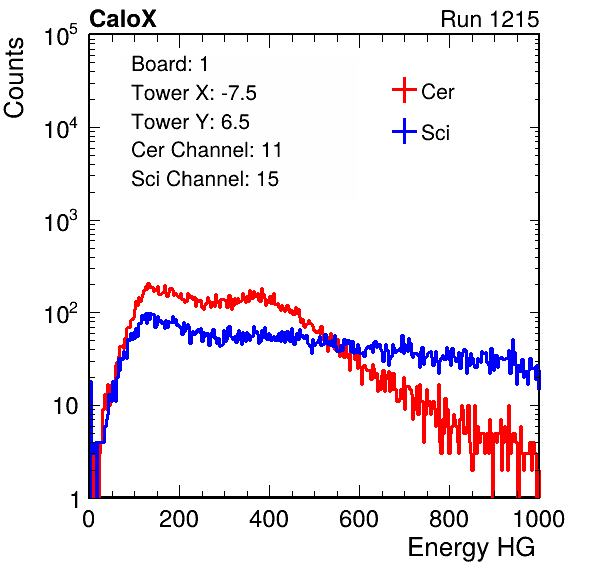 CaloX Run 1215
Counts
10^5
10^4
10^3
10^2
10
1
Board: 1
Tower X: -7.5
Tower Y: 6.5
Cer Channel: 11
Sci Channel: 15
Cer
Sci
0 200 400 600 800 1000
Energy HG